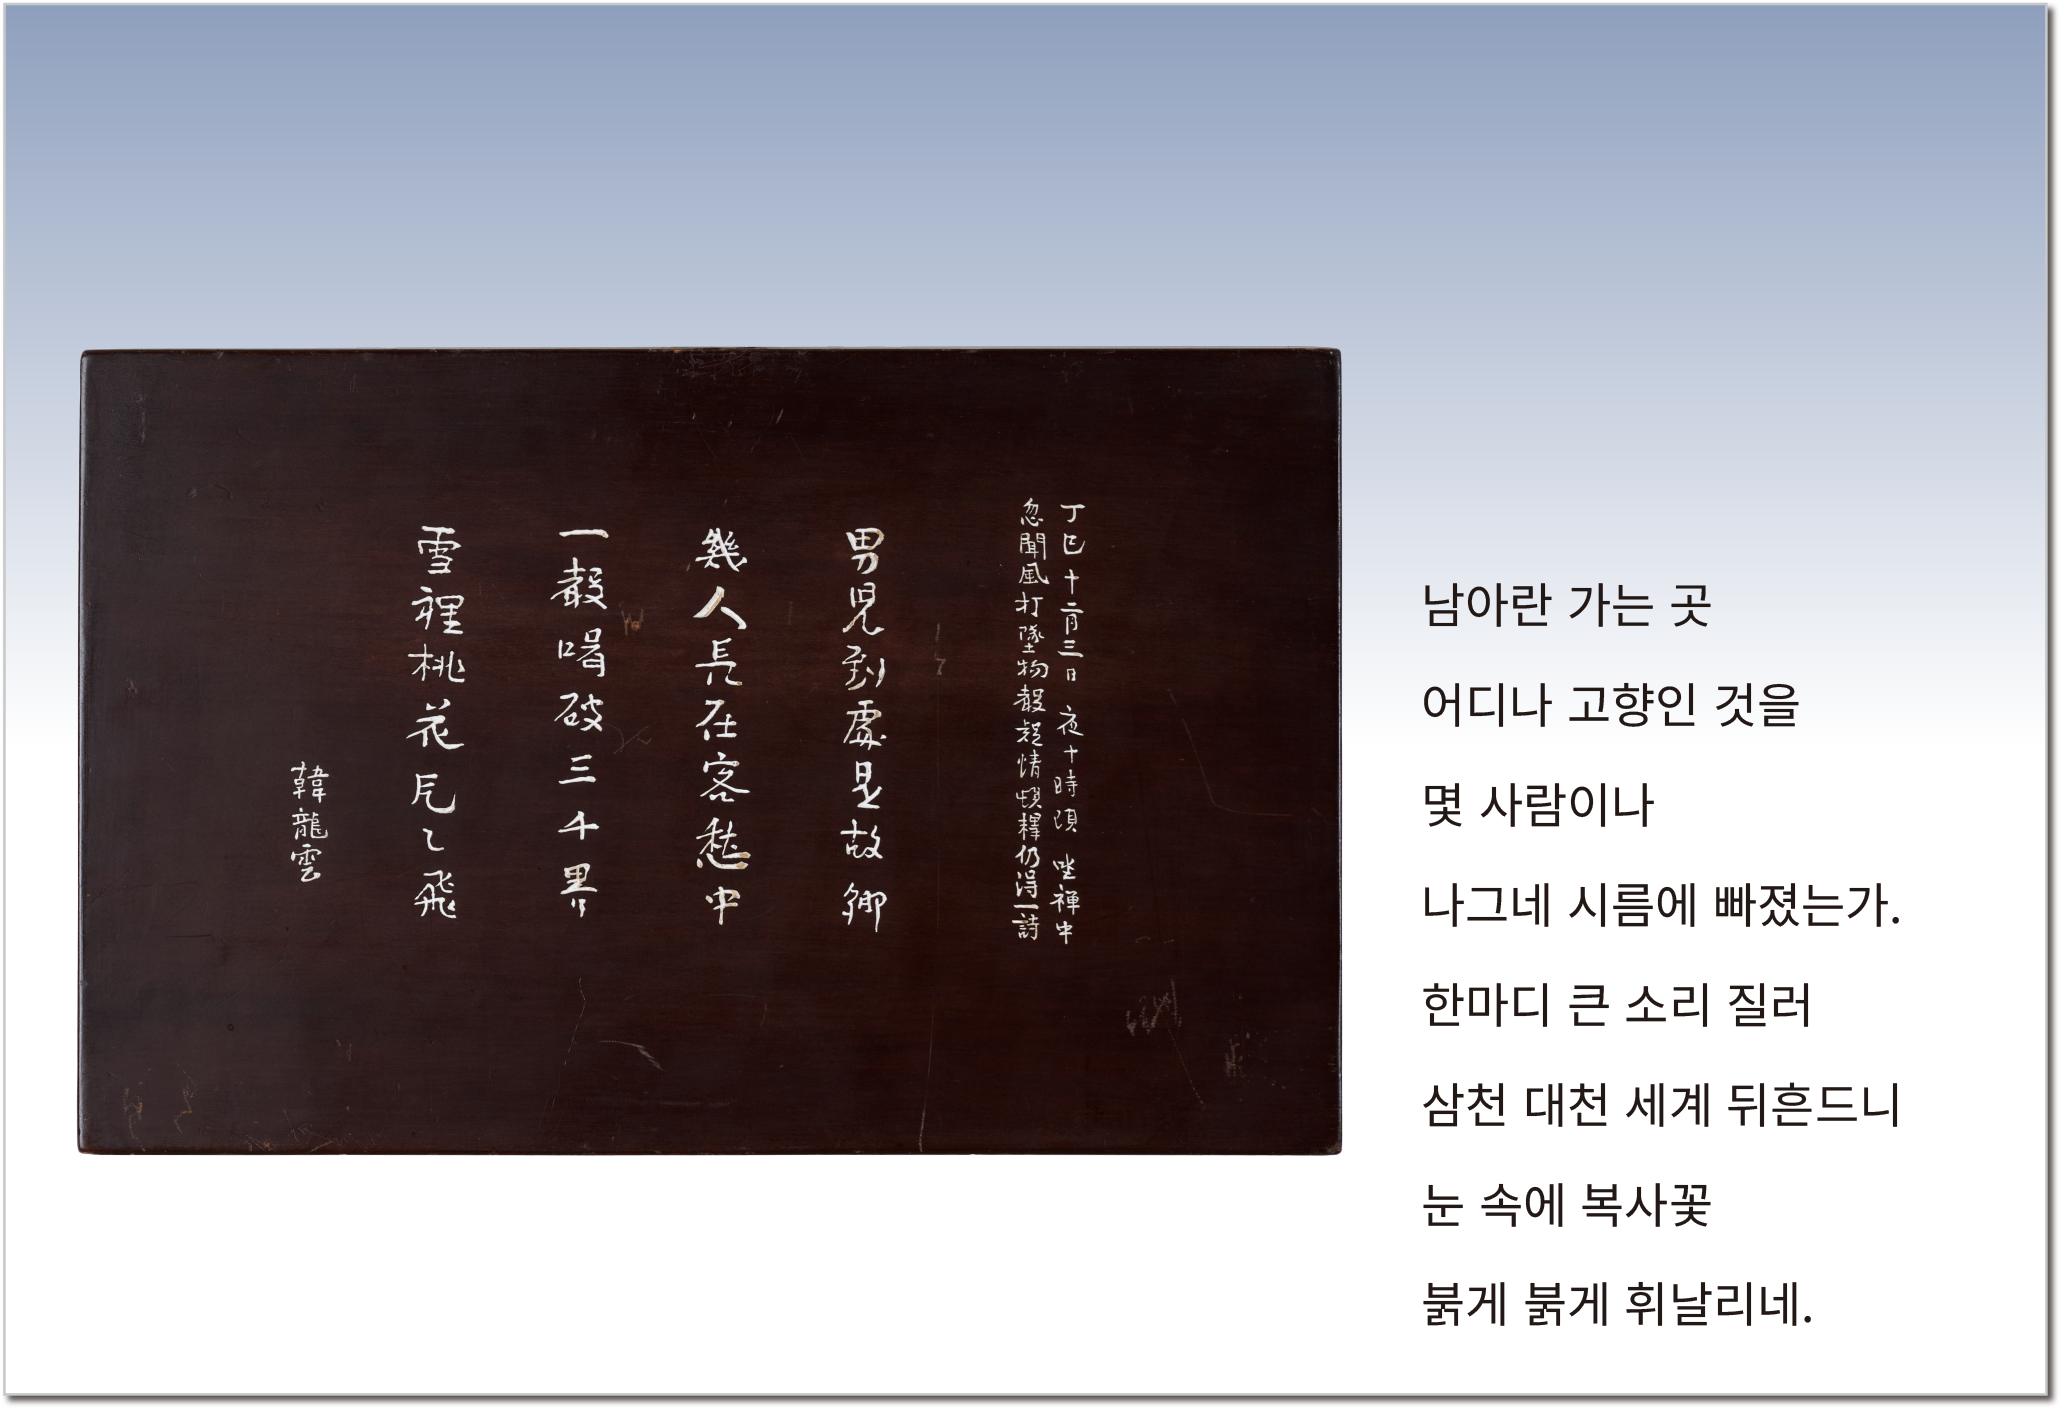 丁巳十二月三日夜十時頃 坐禪中
忽聞風打墜物聲疑情頓釋仍得一詩
男兒到處是故鄕
幾人長在客愁中
一聲喝破三千界
雪裡桃花片〻飛
韓龍雲
남아란 가는 곳
어디나 고향인 것을
몇 사람이나
나그네 시름에 빠졌는가.
한마디 큰 소리 질러
삼천 대천 세계 뒤흔드니
눈 속에 복사꽃
붉게 붉게 휘날리네.